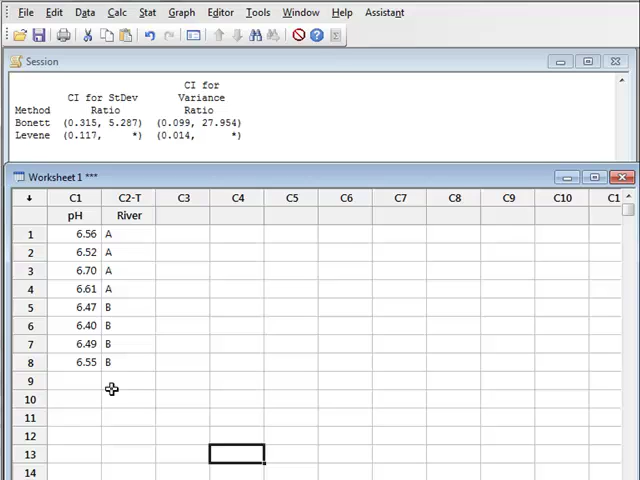 File Edit Data Calc Stat Graph Editor Tools Window Help Assistant
Session
CI for
CI for StDev Variance
Method Ratio Ratio
Bonett (0.315, 5.287) (0.099, 27.954)
Levene (0.117, *) (0.014, *)
Worksheet 1 ***
C1 C2-T C3 C4 C5 C6 C7 C8 C9 C10 C1
pH River
1 6.56 A
2 6.52 A
3 6.70 A
4 6.61 A
5 6.47 B
6 6.40 B
7 6.49 B
8 6.55 B
9
10
11
12
13
14